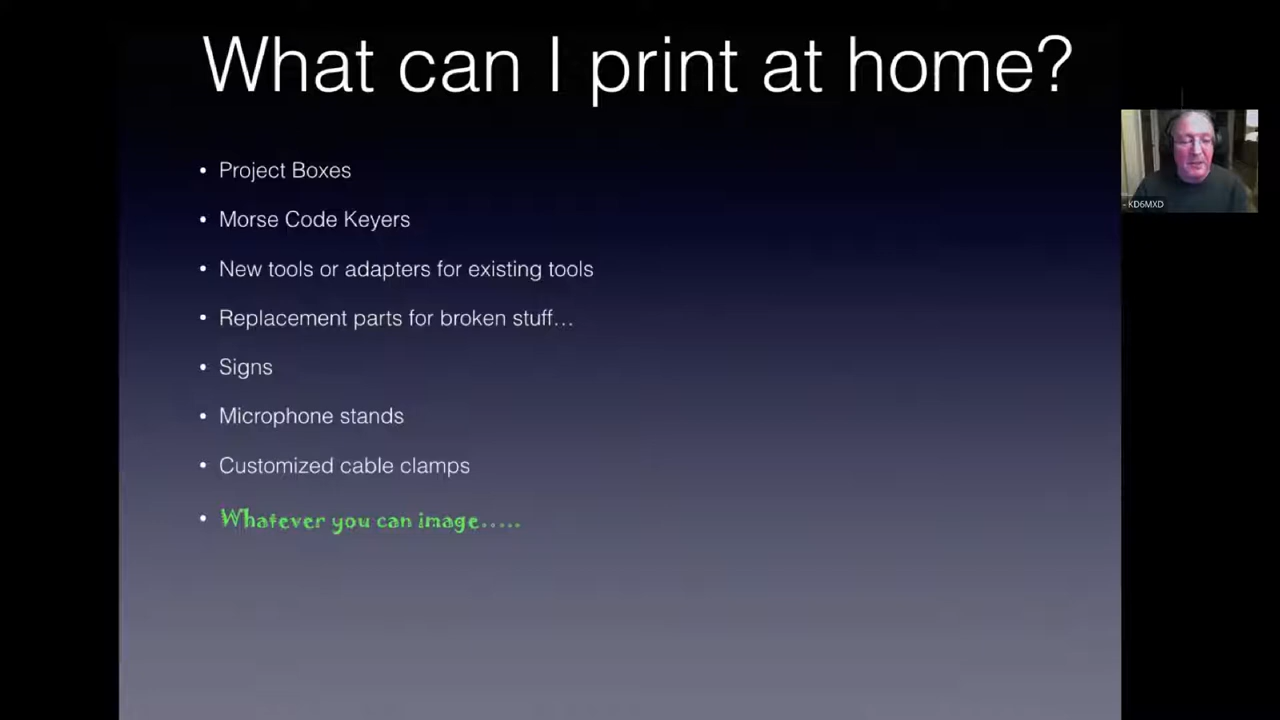 What can I print at home?
• Project Boxes
• Morse Code Keyers
• New tools or adapters for existing tools
• Replacement parts for broken stuff…
• Signs
• Microphone stands
• Customized cable clamps
• Whatever you can image…..
- KD6MXD